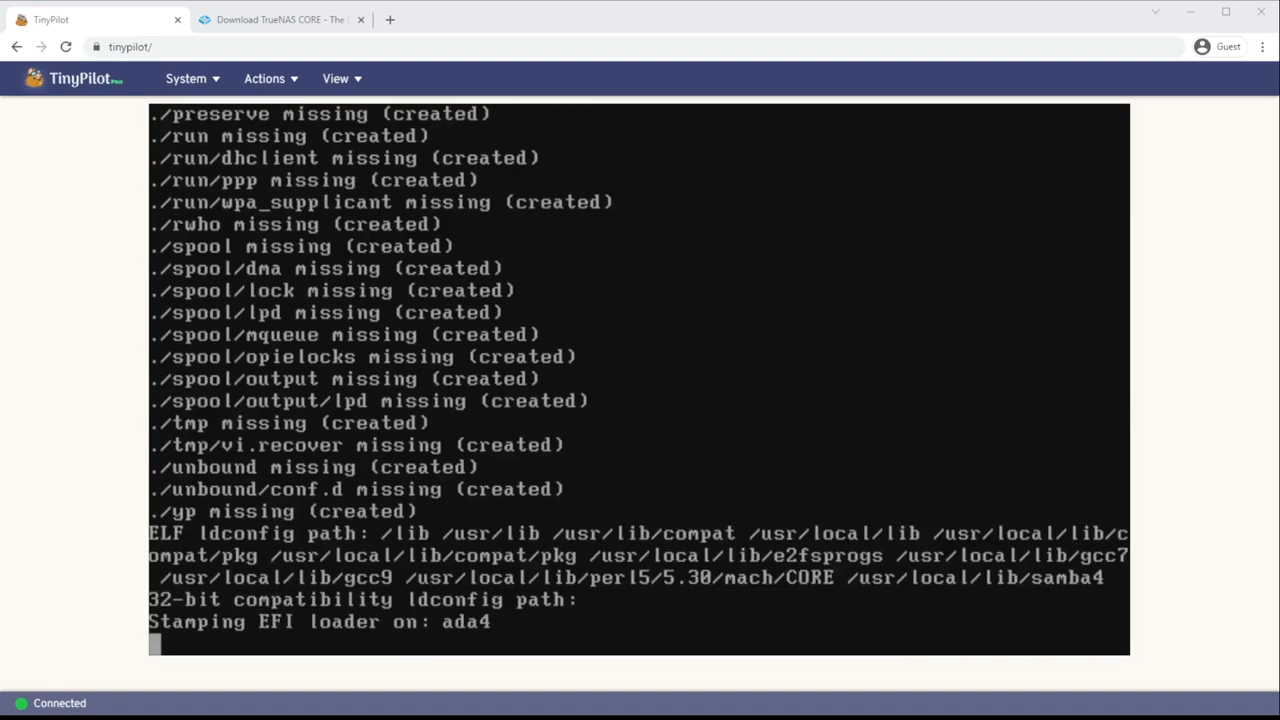 TinyPilot
Download TrueNAS CORE - The
tinypilot/
Guest
TinyPilot PRO
System
Actions
View
./preserve missing (created)
./run missing (created)
./run/dhclient missing (created)
./run/ppp missing (created)
./run/wpa_supplicant missing (created)
./rwho missing (created)
./spool missing (created)
./spool/dma missing (created)
./spool/lock missing (created)
./spool/lpd missing (created)
./spool/mqueue missing (created)
./spool/opielocks missing (created)
./spool/output missing (created)
./spool/output/lpd missing (created)
./tmp missing (created)
./tmp/vi.recover missing (created)
./unbound missing (created)
./unbound/conf.d missing (created)
./yp missing (created)
ELF ldconfig path: /lib /usr/lib /usr/lib/compat /usr/local/lib /usr/local/lib/c
ompat/pkg /usr/local/lib/compat/pkg /usr/local/lib/e2fsprogs /usr/local/lib/gcc7
/usr/local/lib/gcc9 /usr/local/lib/perl5/5.30/mach/CORE /usr/local/lib/samba4
32-bit compatibility ldconfig path:
Stamping EFI loader on: ada4
Connected